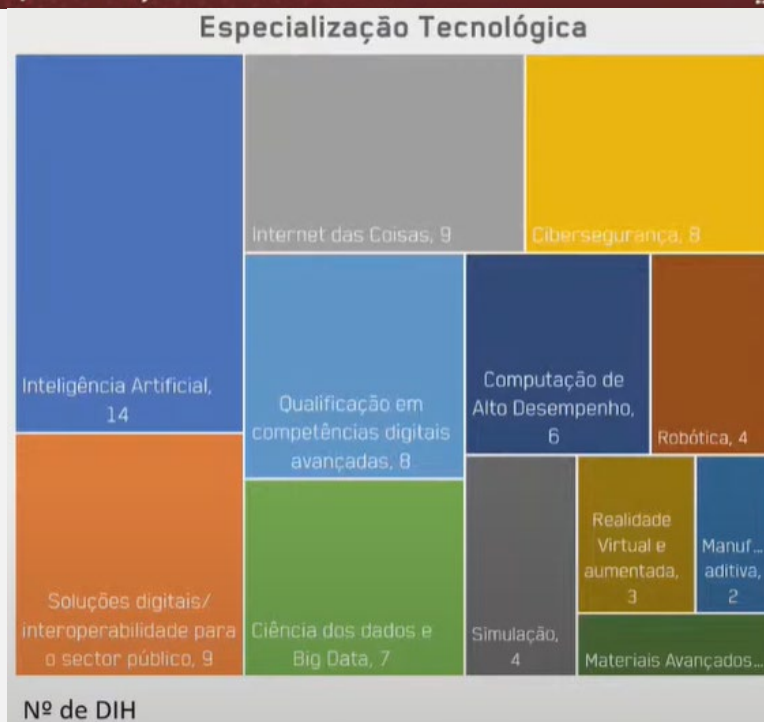 Especialização Tecnológica
Inteligência Artificial,
14
Soluções digitais/
interoperabilidade para
o sector público, 9
Internet das Coisas, 9
Cibersegurança, 8
Qualificação em
competências digitais
avançadas, 8
Ciência dos dados e
Big Data, 7
Computação de
Alto Desempenho,
6
Robótica, 4
Simulação,
4
Realidade
Virtual e
aumentada,
3
Manuf...
aditiva,
2
Materiais Avançados...
Nº de DIH